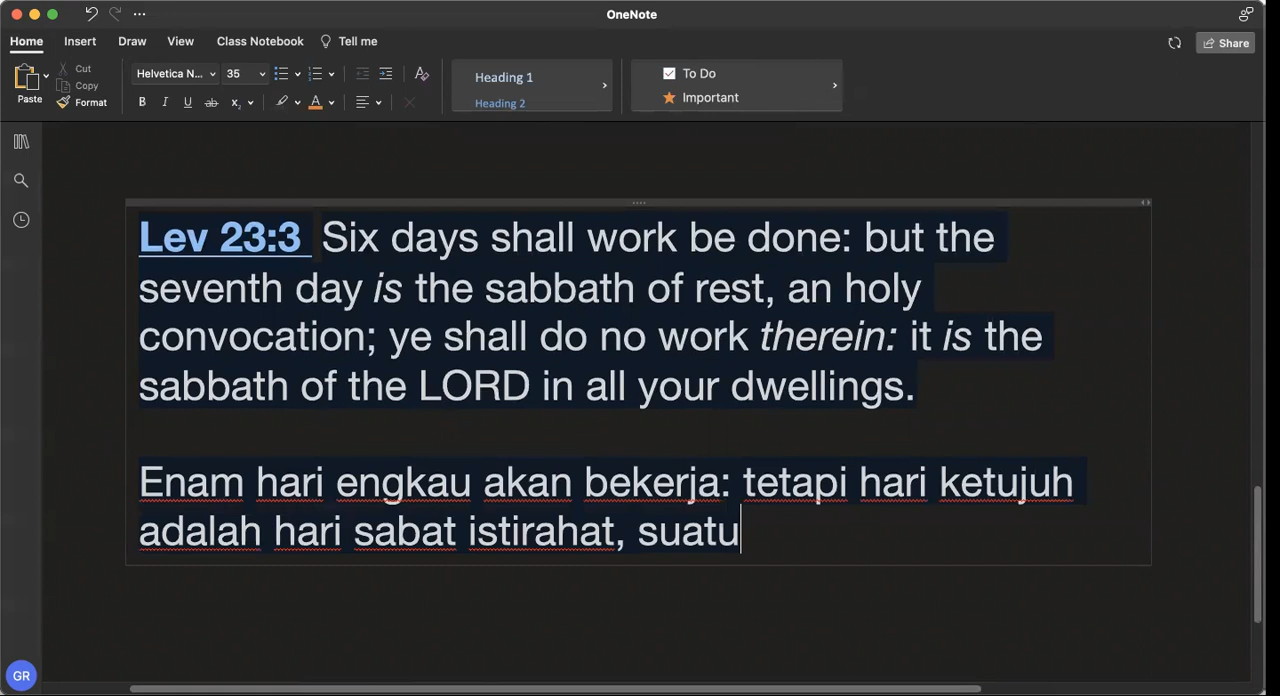 OneNote
Home Insert Draw View Class Notebook Tell me Share
Paste Cut Copy Format
Helvetica N... 35
B I U ab x A
Heading 1
Heading 2
To Do
Important
Lev 23:3 Six days shall work be done: but the
seventh day is the sabbath of rest, an holy
convocation; ye shall do no work therein: it is the
sabbath of the LORD in all your dwellings.
Enam hari engkau akan bekerja: tetapi hari ketujuh
adalah hari sabat istirahat, suatu
GR